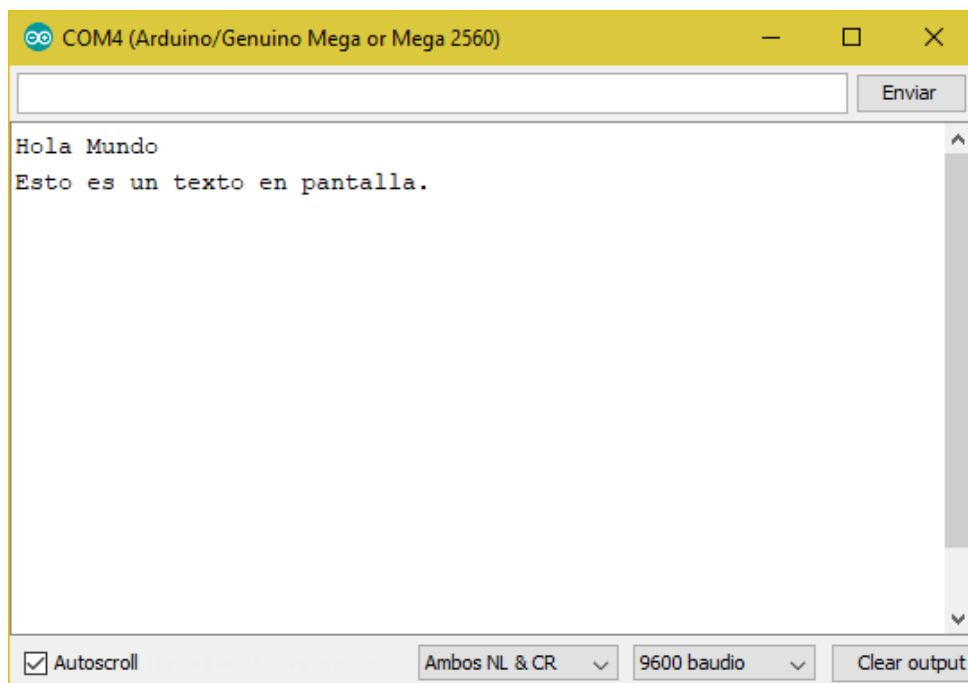 COM4 (Arduino/Genuino Mega or Mega 2560)
Enviar
Hola Mundo
Esto es un texto en pantalla.
Autoscroll
Ambos NL & CR
9600 baudio
Clear output